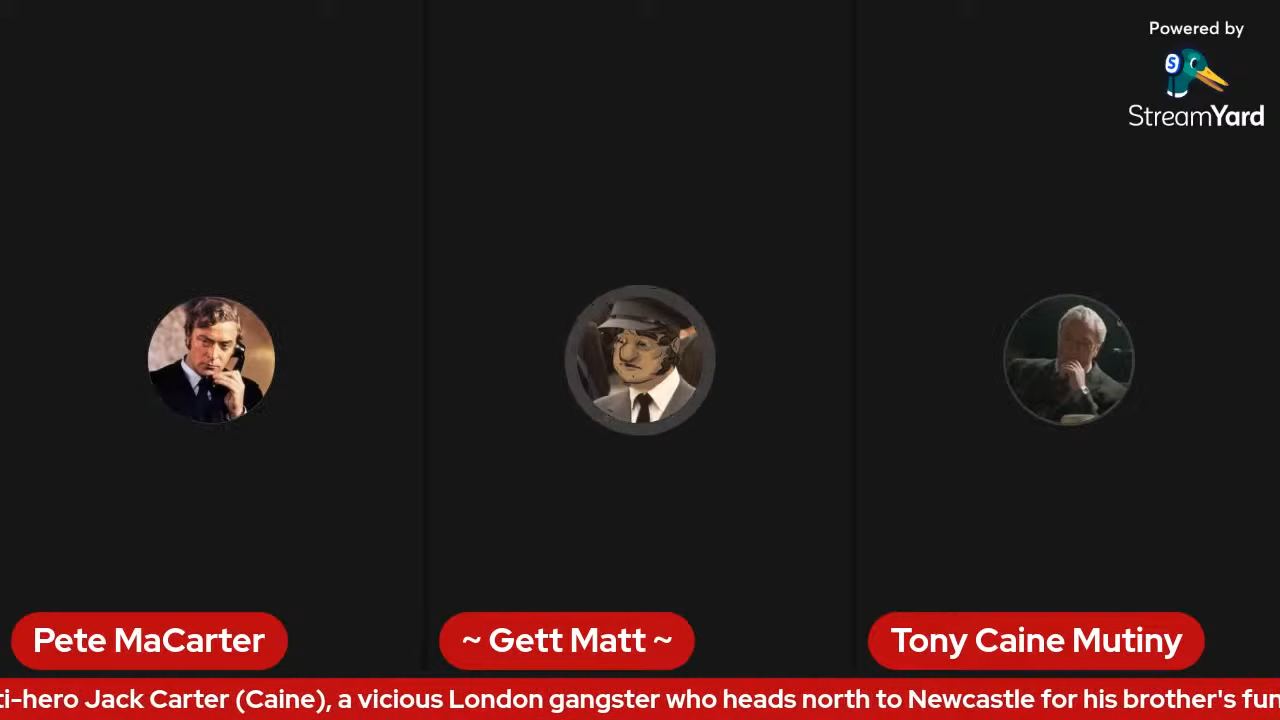 Powered by
S
StreamYard
Pete MaCarter
~ Gett Matt ~
Tony Caine Mutiny
ti-hero Jack Carter (Caine), a vicious London gangster who heads north to Newcastle for his brother's fun